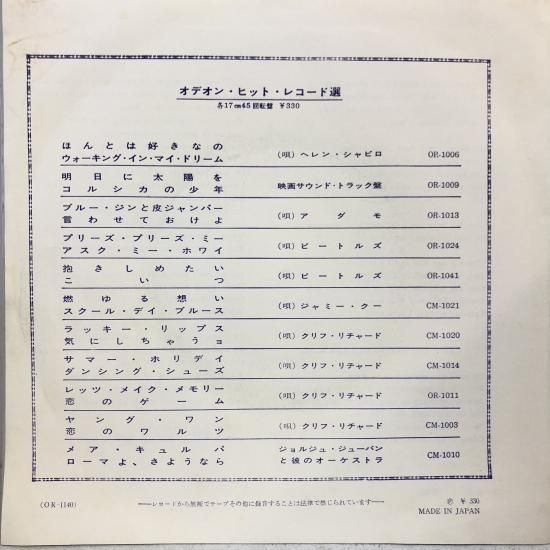 オデオン・ヒット・レコード選
各17㎝45回転盤 ¥330
ほんとは好きなの
ウォーキング・イン・マイ・ドリーム (唄) ヘレン・シャピロ OR-1006
明日に太陽を
コルシカの少年 映画サウンド・トラック盤 OR-1009
ブルー・ジンと皮ジャンパー
言わせておけよ (唄) アダモ OR-1013
プリーズ・プリーズ・ミー
アスク・ミー・ホワイ (唄) ビートルズ OR-1024
抱きしめたい
こいつ (唄) ビートルズ OR-1041
燃ゆる想い
スクール・デイ・ブルース (唄) ジャミー・クー CM-1021
ラッキー・リップス
気にしちゃうョ (唄) クリフ・リチャード CM-1020
サマー・ホリデイ
ダンシング・シューズ (唄) クリフ・リチャード CM-1014
レッツ・メイク・メモリー
恋のゲーム (唄) クリフ・リチャード OR-1011
ヤング・ワン
恋のワルツ (唄) クリフ・リチャード CM-1003
メア・キュルパ ジョルジュ・ジューバン
ローマよ、さようなら と彼のオーケストラ CM-1010
(OR-1140)
レコードから無断でテープその他に録音することは法律で禁じられています
¥330
MADE IN JAPAN